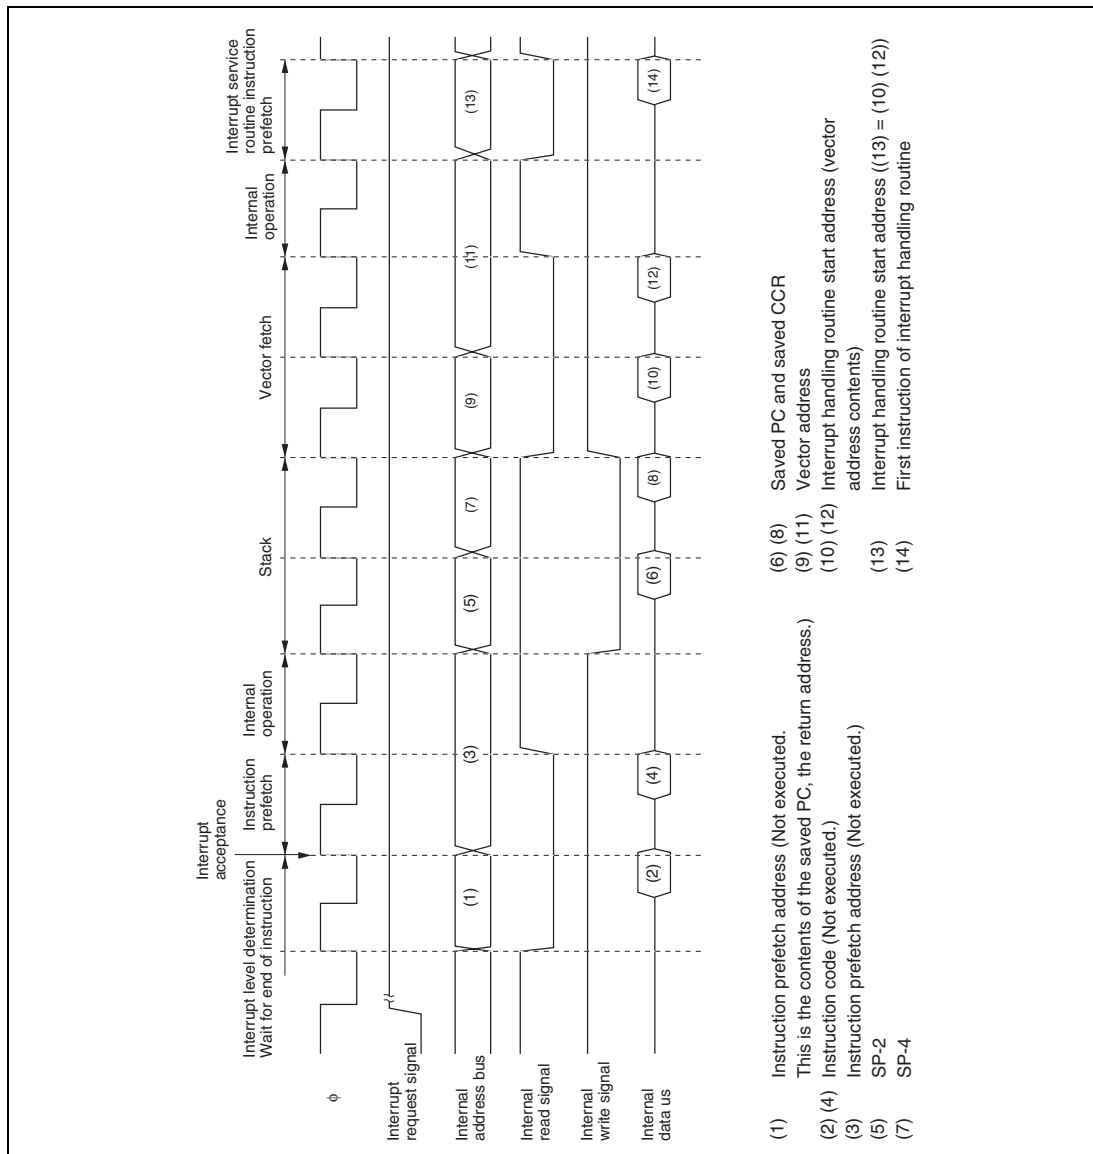 Interrupt
acceptance
Interrupt level determination
Wait for end of instruction
Instruction
prefetch
Internal
operation
Stack
Vector fetch
Internal
operation
Interrupt service
routine instruction
prefetch
φ
Interrupt
request signal
Internal
address bus
(1)
(3)
(5)
(7)
(9)
(11)
(13)
Internal
read signal
Internal
write signal
Internal
data us
(2)
(4)
(6)
(8)
(10)
(12)
(14)
(1) Instruction prefetch address (Not executed.
This is the contents of the saved PC, the return address.)
(2) (4) Instruction code (Not executed.)
(3) Instruction prefetch address (Not executed.)
(5) SP-2
(7) SP-4
(6) (8) Saved PC and saved CCR
(9) (11) Vector address
(10) (12) Interrupt handling routine start address (vector
address contents)
(13) Interrupt handling routine start address ((13) = (10) (12))
(14) First instruction of interrupt handling routine